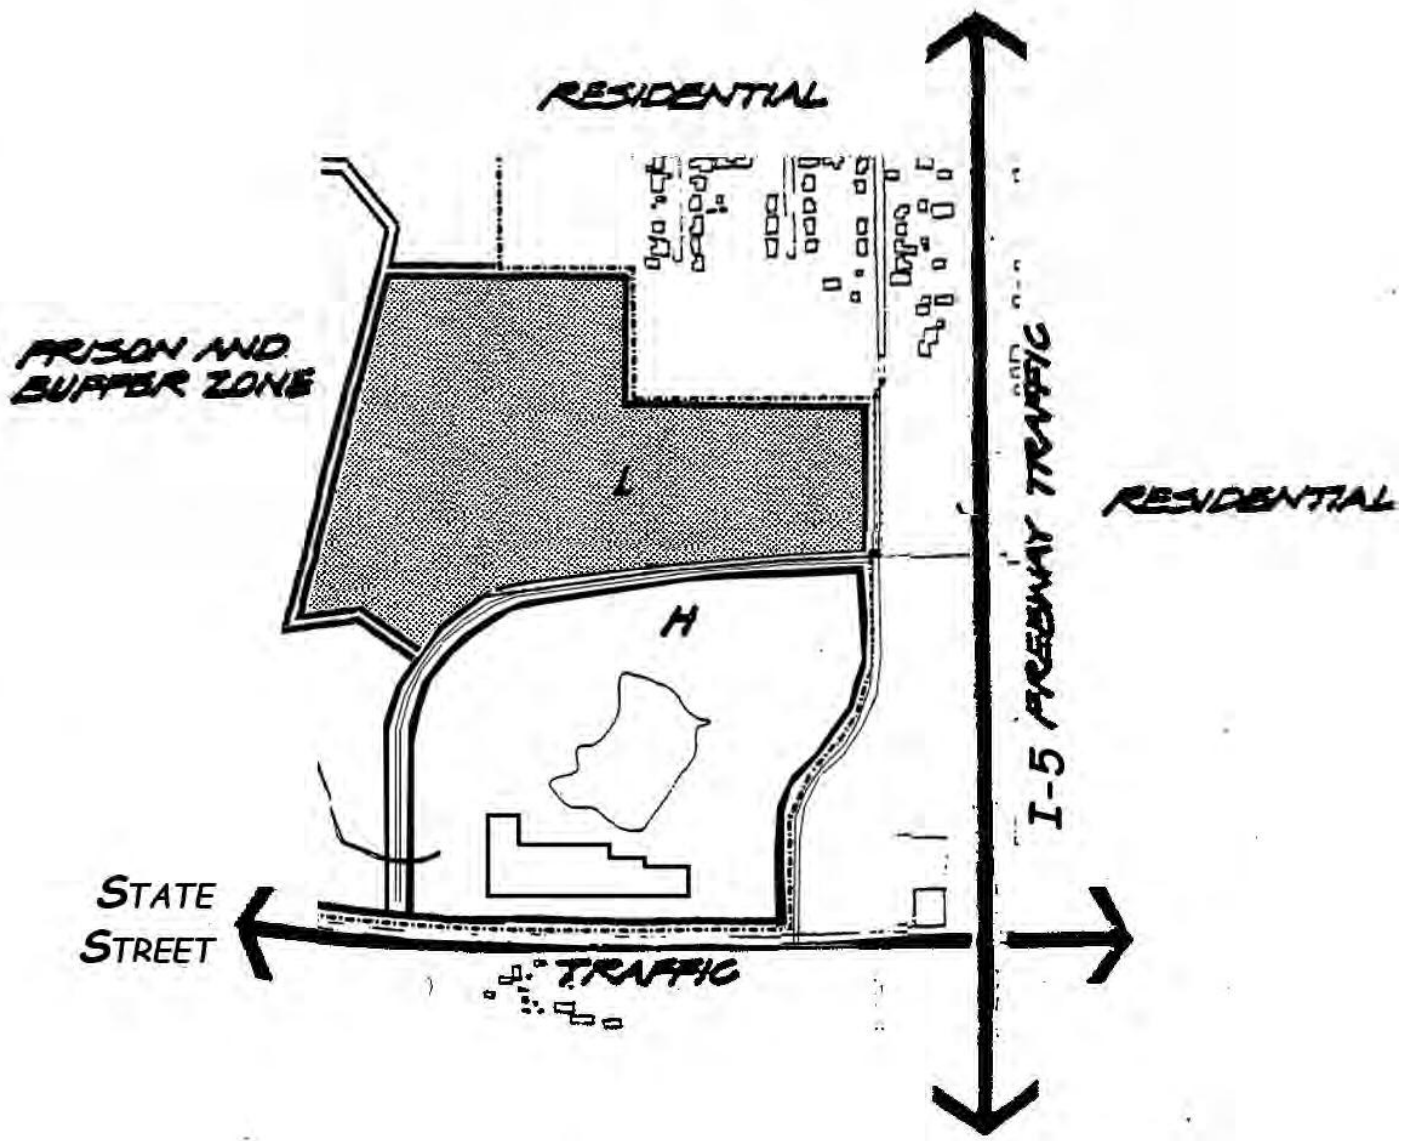 RESIDENTIAL
PRISON AND
BUFFER ZONE
L
RESIDENTIAL
I-5 FREEWAY TRAFFIC
H
STATE
STREET
TRAFFIC